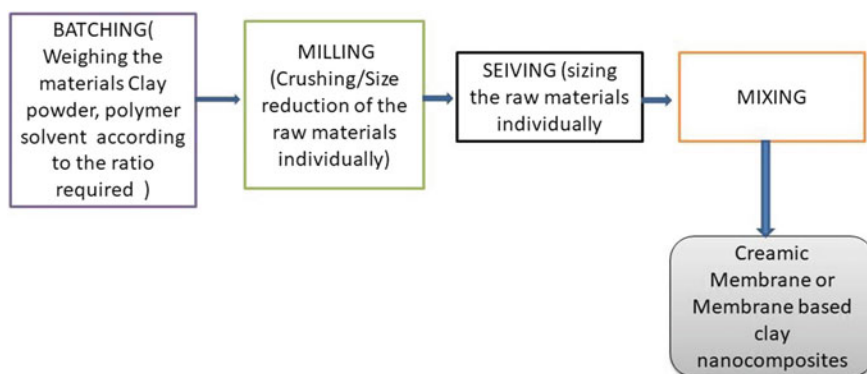 BATCHING(
Weighing the
materials Clay
powder, polymer
solvent according
to the ratio
required )
MILLING
(Crushing/Size
reduction of the
raw materials
individually)
SEIVING (sizing
the raw materials
individually
MIXING
Creamic
Membrane or
Membrane based
clay
nanocomposites